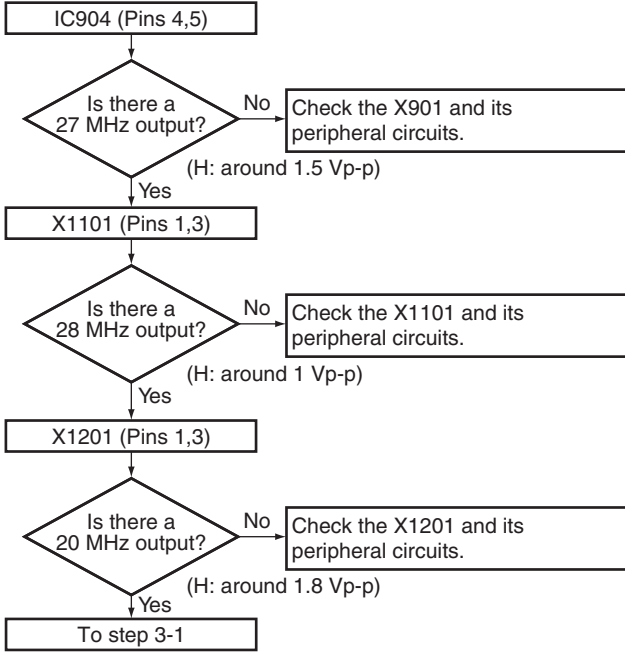 IC904 (Pins 4,5)
Is there a
27 MHz output?
No
Check the X901 and its
peripheral circuits.
(H: around 1.5 Vp-p)
Yes
X1101 (Pins 1,3)
Is there a
28 MHz output?
No
Check the X1101 and its
peripheral circuits.
(H: around 1 Vp-p)
Yes
X1201 (Pins 1,3)
Is there a
20 MHz output?
No
Check the X1201 and its
peripheral circuits.
(H: around 1.8 Vp-p)
Yes
To step 3-1